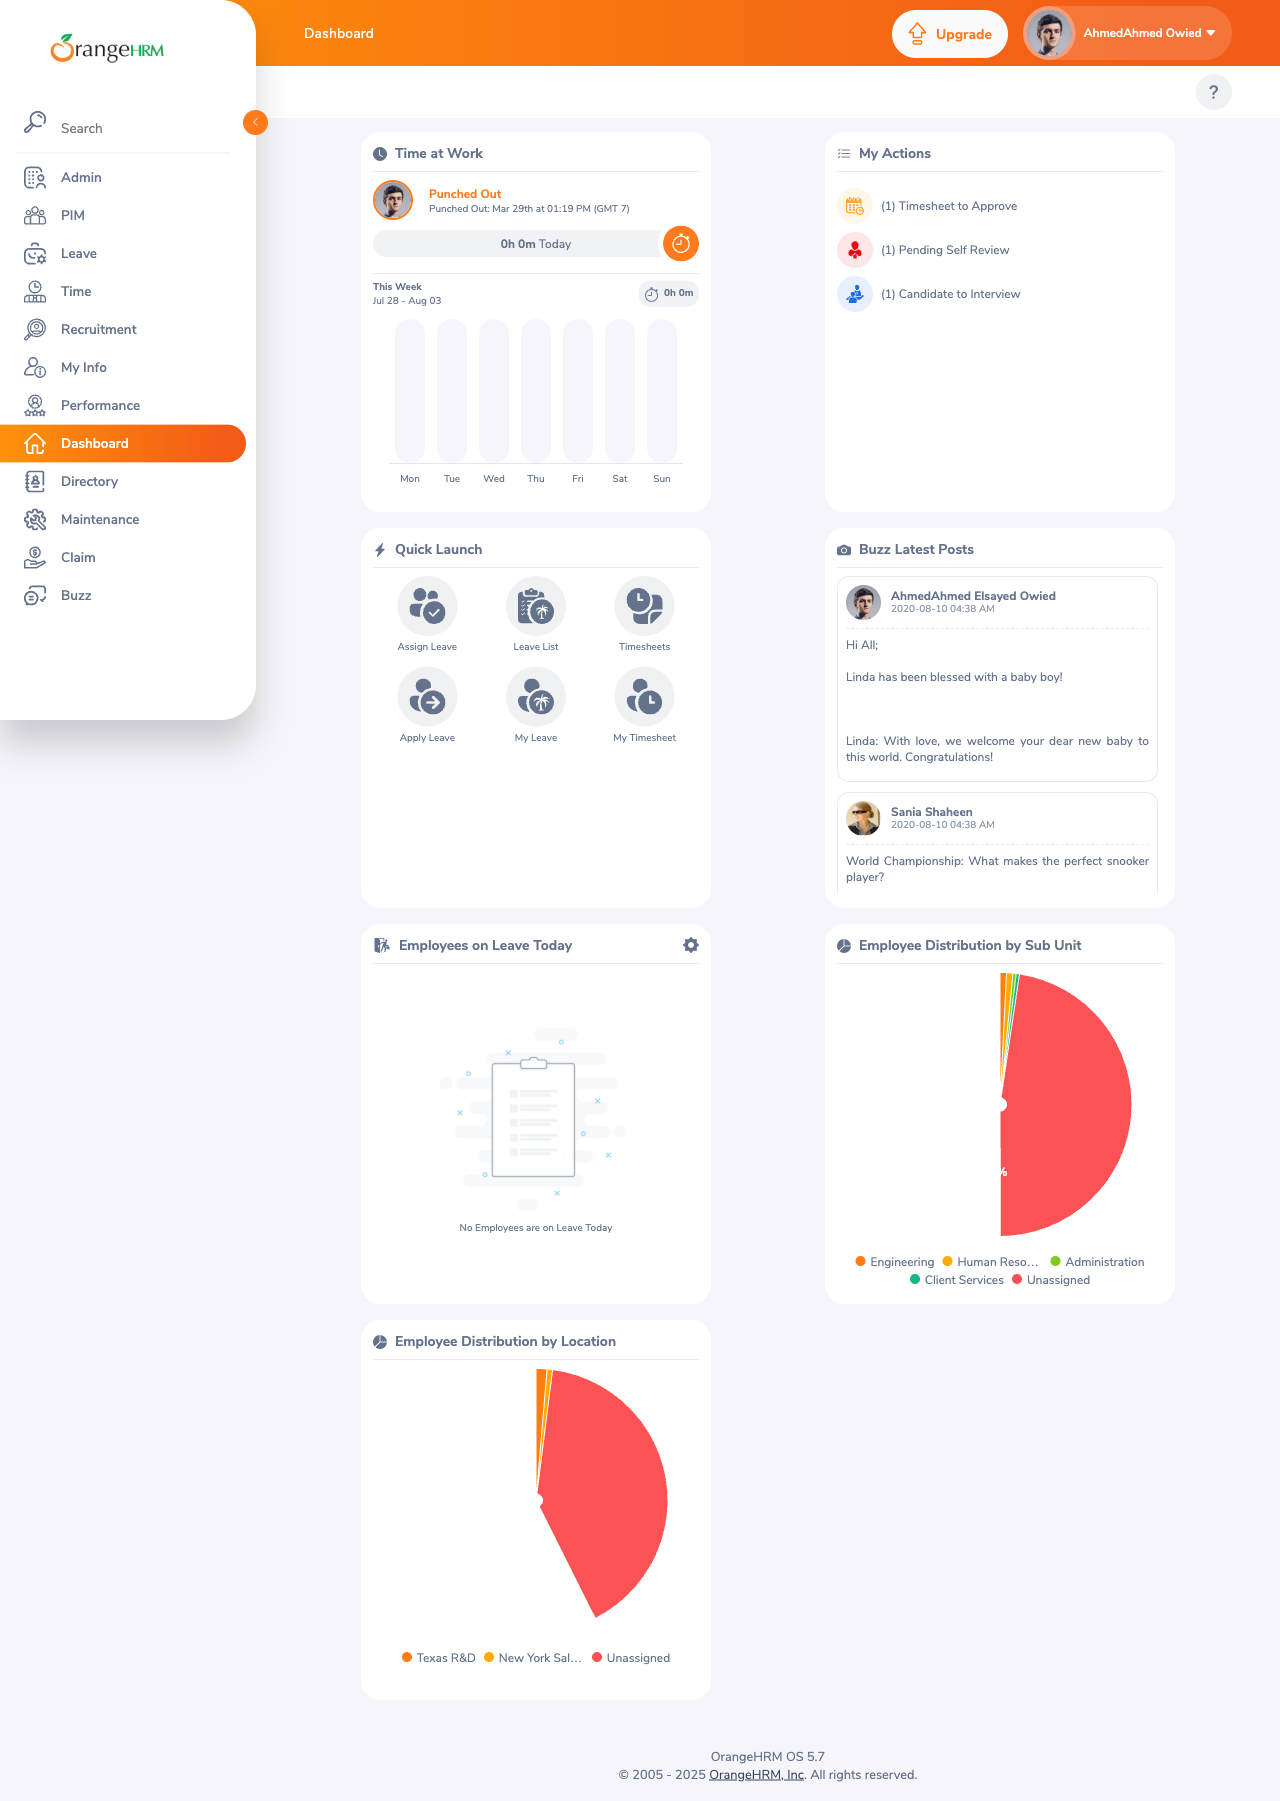 OrangeHRM
Dashboard
Upgrade
AhmedAhmed Owied
?
Search
Admin
PIM
Leave
Time
Recruitment
My Info
Performance
Dashboard
Directory
Maintenance
Claim
Buzz
Time at Work
Punched Out
Punched Out: Mar 29th at 01:19 PM (GMT 7)
0h 0m Today
This Week
Jul 28 - Aug 03
0h 0m
Mon Tue Wed Thu Fri Sat Sun
My Actions
(1) Timesheet to Approve
(1) Pending Self Review
(1) Candidate to Interview
Quick Launch
Assign Leave
Leave List
Timesheets
Apply Leave
My Leave
My Timesheet
Buzz Latest Posts
AhmedAhmed Elsayed Owied
2020-08-10 04:38 AM
Hi All;
Linda has been blessed with a baby boy!
Linda: With love, we welcome your dear new baby to
this world. Congratulations!
Sania Shaheen
2020-08-10 04:38 AM
World Championship: What makes the perfect snooker
player?
Employees on Leave Today
No Employees are on Leave Today
Employee Distribution by Sub Unit
%
Engineering Human Reso... Administration
Client Services Unassigned
Employee Distribution by Location
Texas R&D New York Sal... Unassigned
OrangeHRM OS 5.7
© 2005 - 2025 OrangeHRM, Inc. All rights reserved.